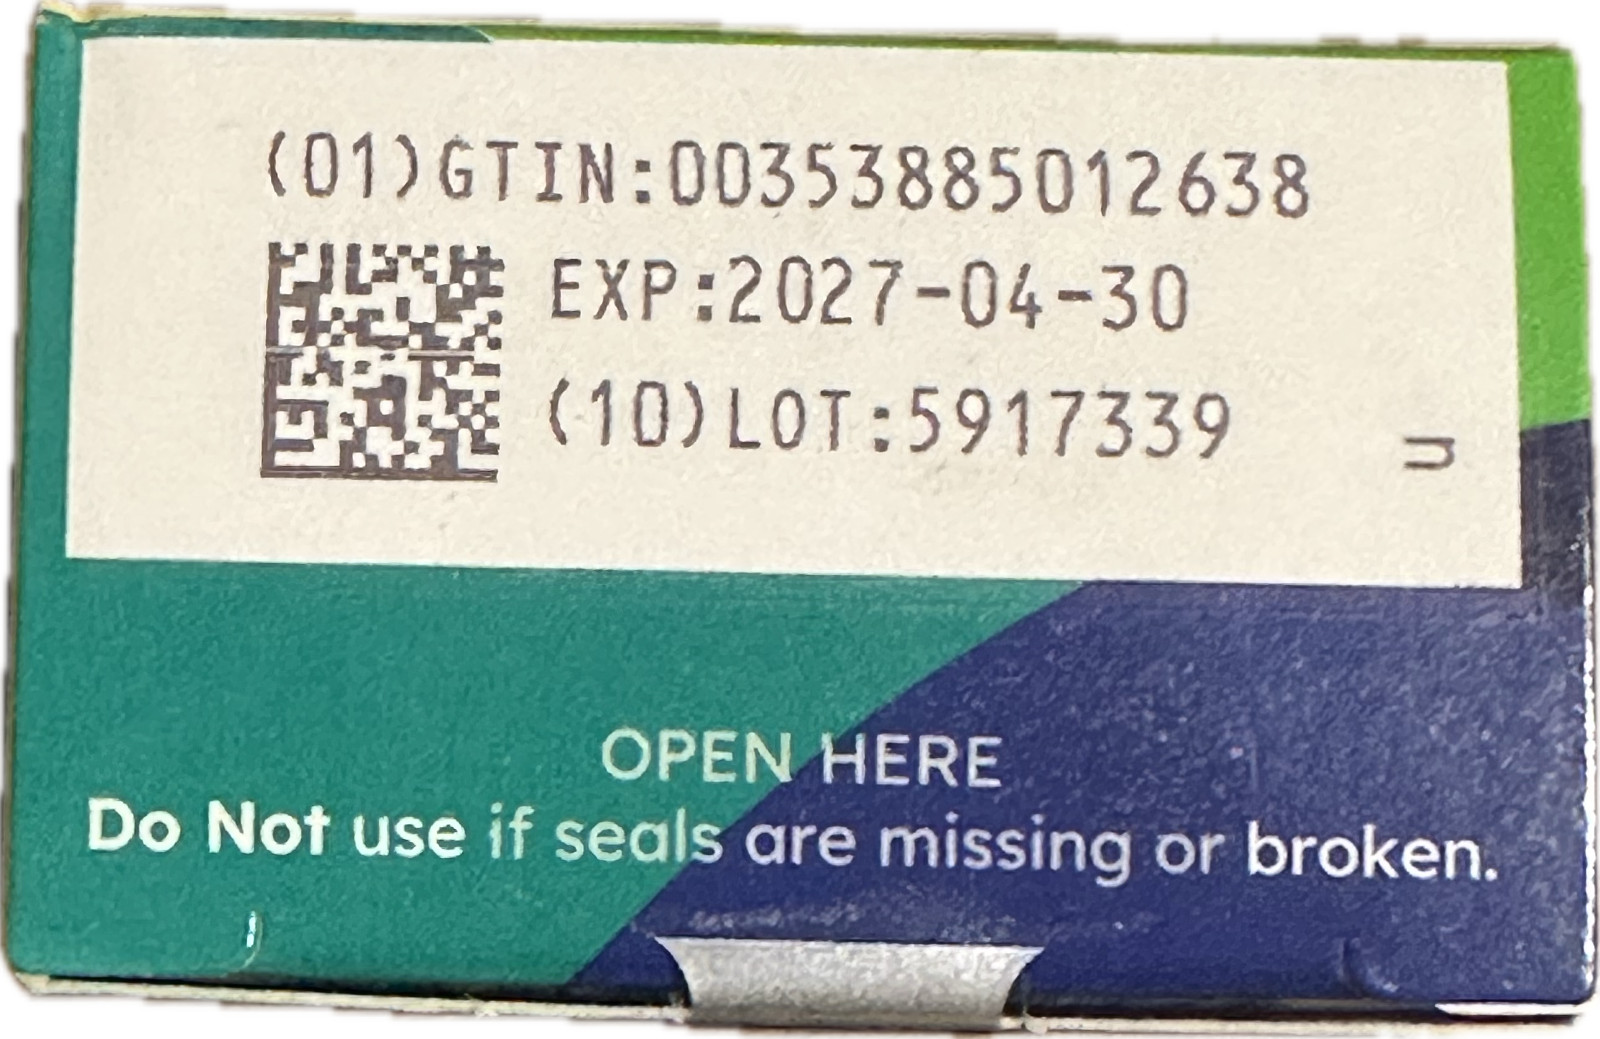 (01)GTIN:00353885012638
EXP:2027-04-30
(10)LOT:5917339
U
OPEN HERE
Do Not use if seals are missing or broken.